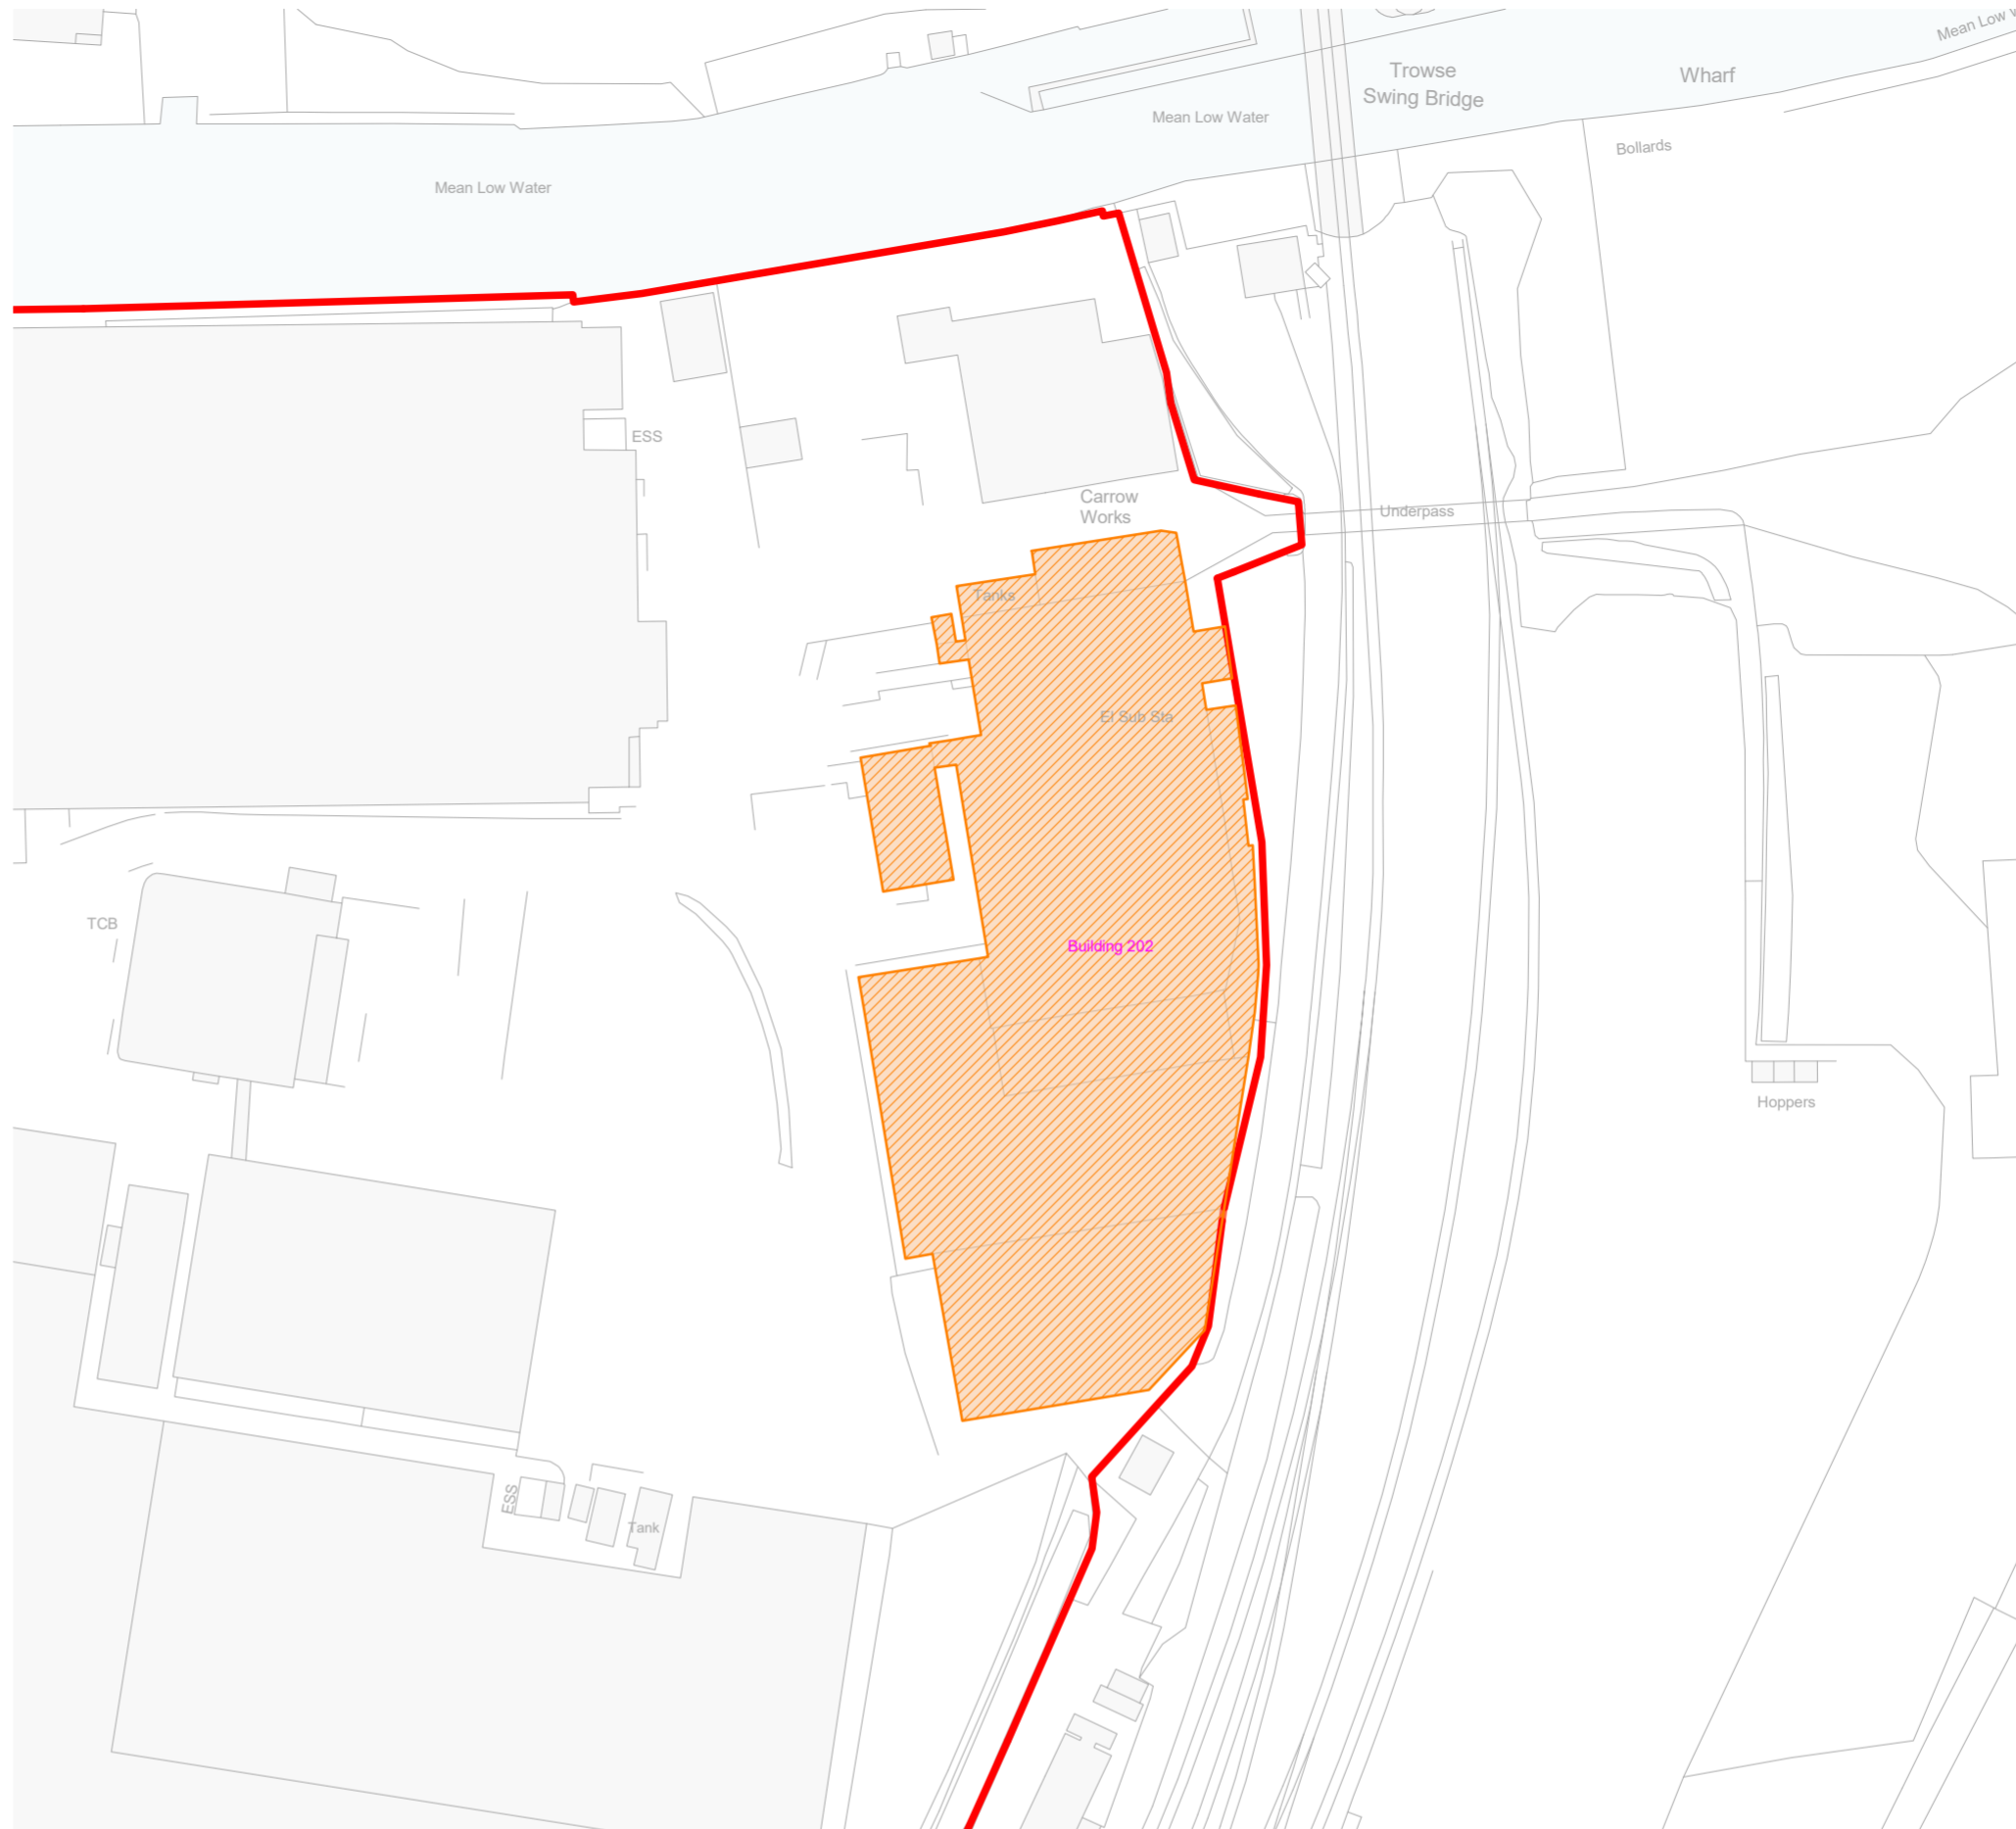 Mean Low
Trowse
Swing Bridge
Wharf
Mean Low Water
Bollards
Mean Low Water
ESS
Carrow
Works
Underpass
Tanks
El Sub Sta
TCB
Building 202
Hoppers
ESS
Tank